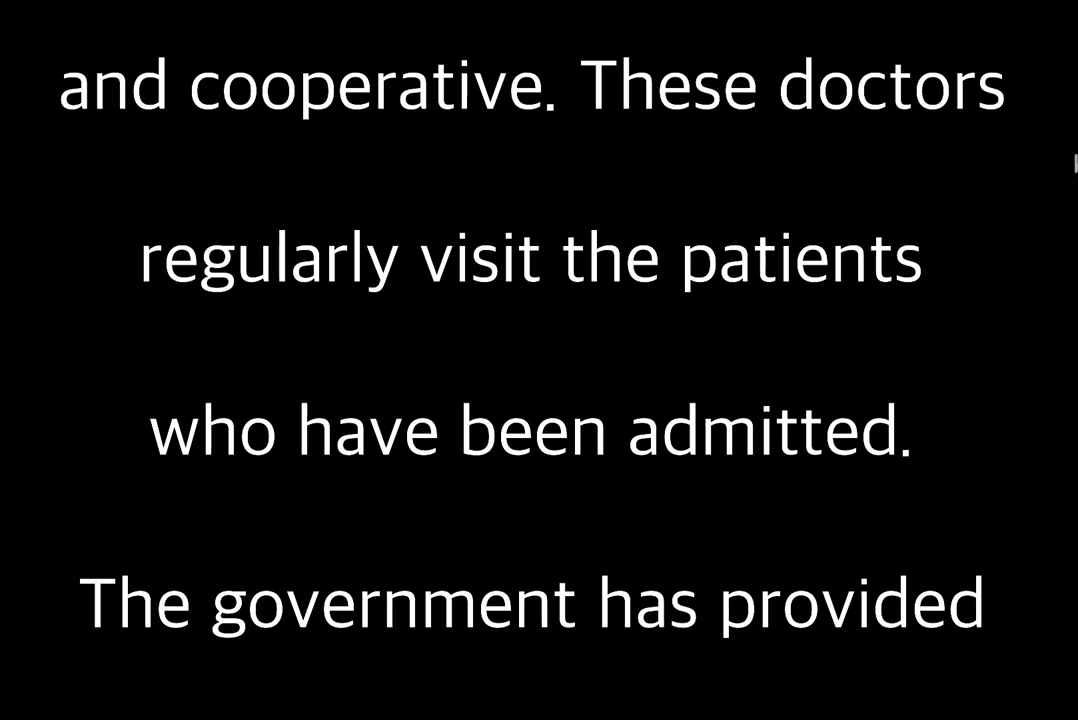 and cooperative. These doctors
regularly visit the patients
who have been admitted.
The government has provided